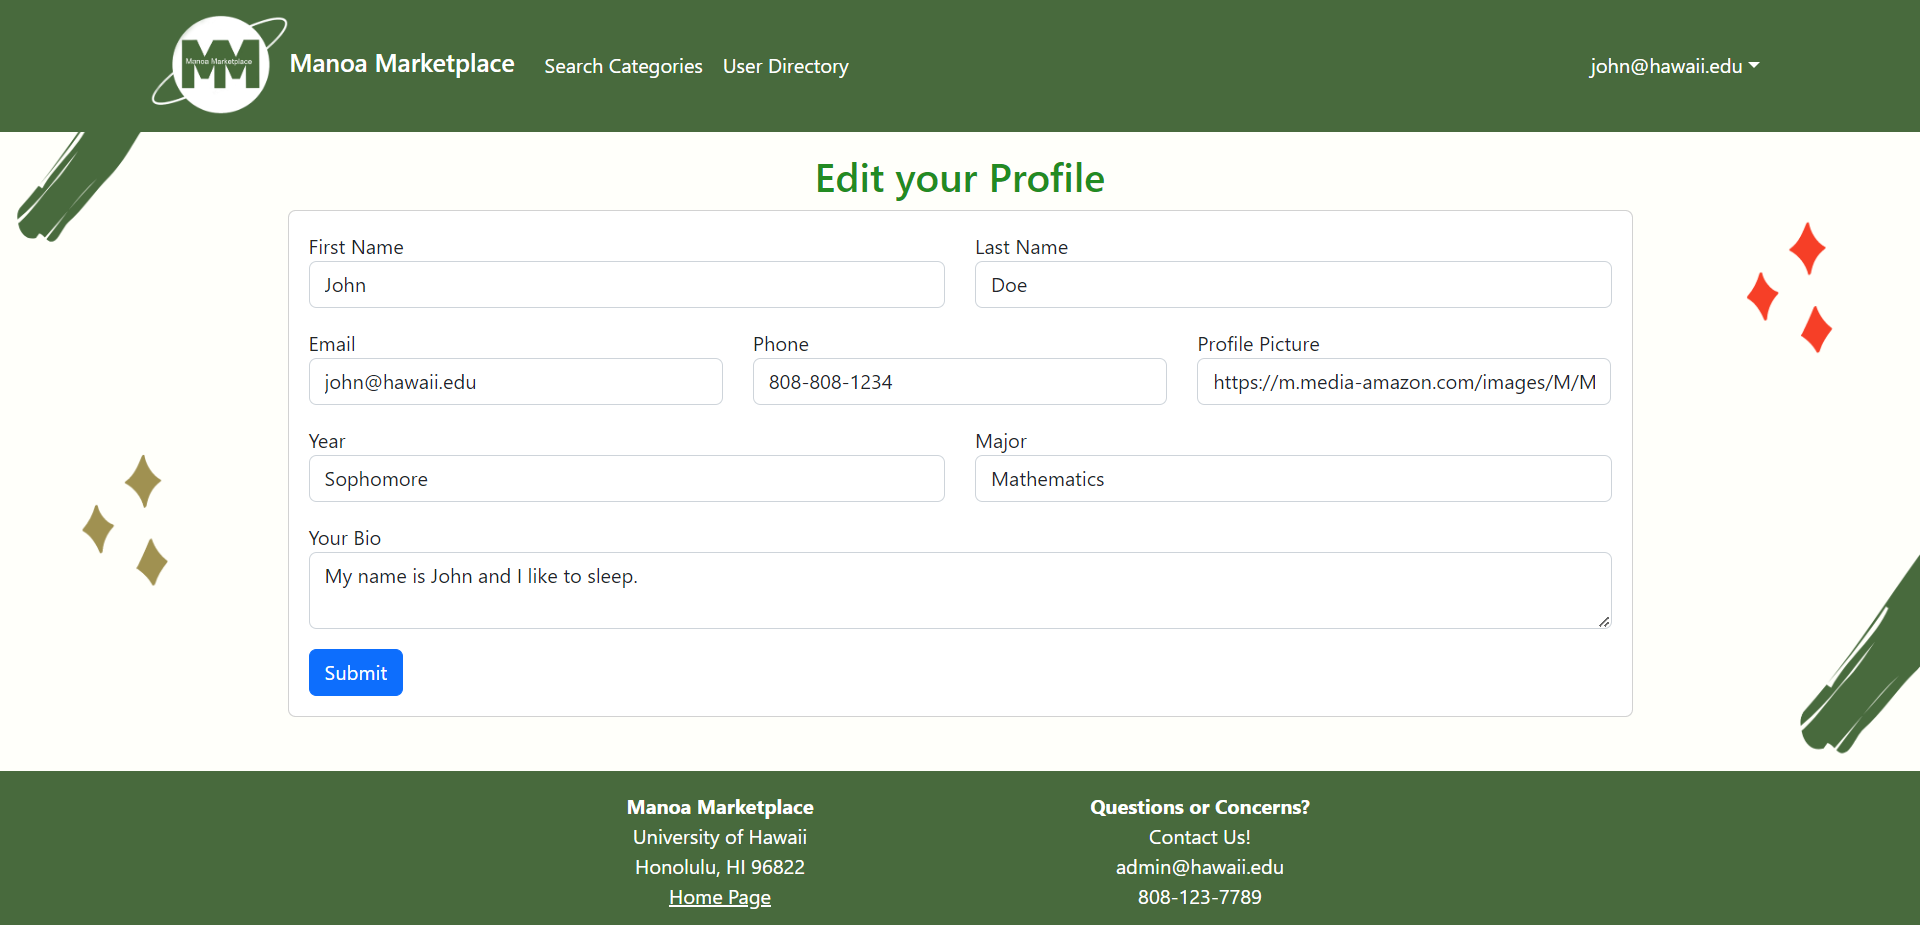 MM
Manoa Marketplace
Manoa Marketplace
Search Categories
User Directory
john@hawaii.edu
Edit your Profile
First Name
Last Name
John
Doe
Email
Phone
Profile Picture
john@hawaii.edu
808-808-1234
https://m.media-amazon.com/images/M/M
Year
Major
Sophomore
Mathematics
Your Bio
My name is John and I like to sleep.
Submit
Manoa Marketplace
University of Hawaii
Honolulu, HI 96822
Home Page
Questions or Concerns?
Contact Us!
admin@hawaii.edu
808-123-7789